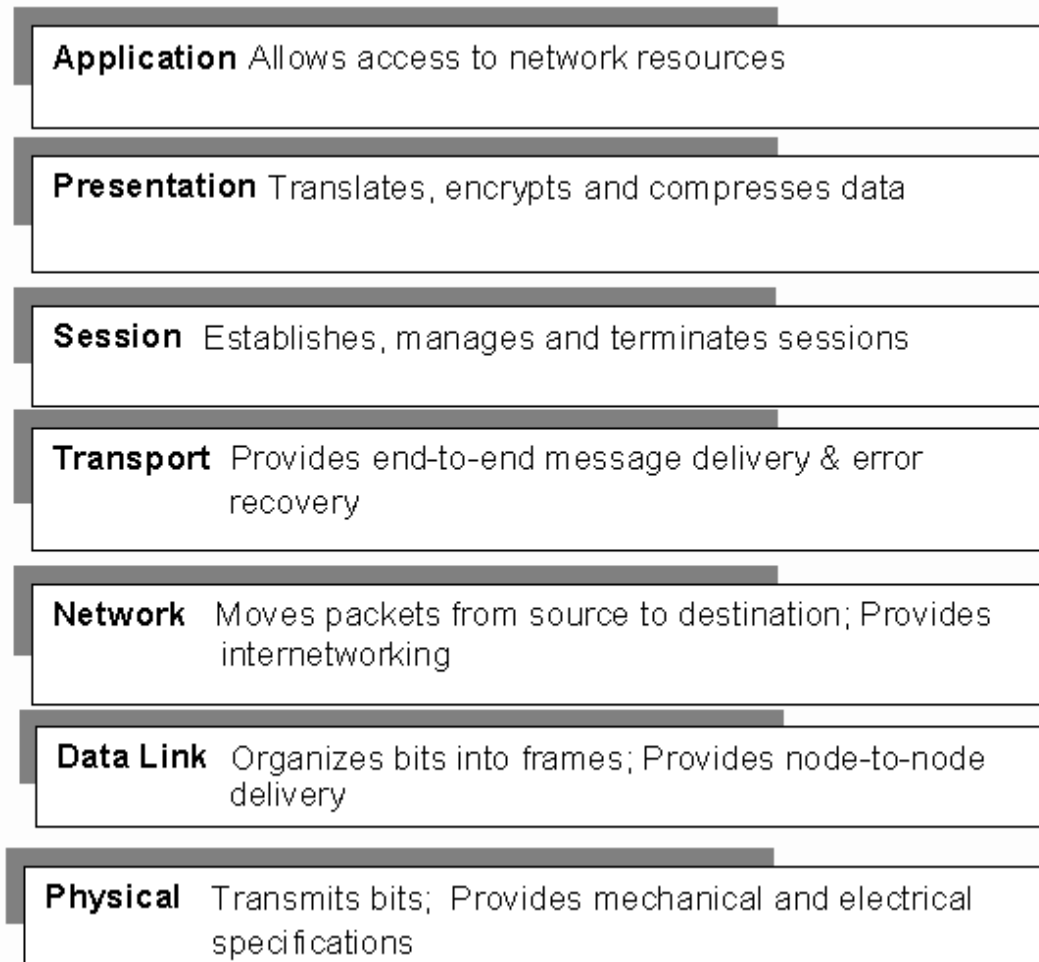 Application Allows access to network resources
Presentation Translates, encrypts and compresses data
Session Establishes, manages and terminates sessions
Transport Provides end-to-end message delivery & error
recovery
Network Moves packets from source to destination; Provides
internetworking
Data Link Organizes bits into frames; Provides node-to-node
delivery
Physical Transmits bits; Provides mechanical and electrical
specifications